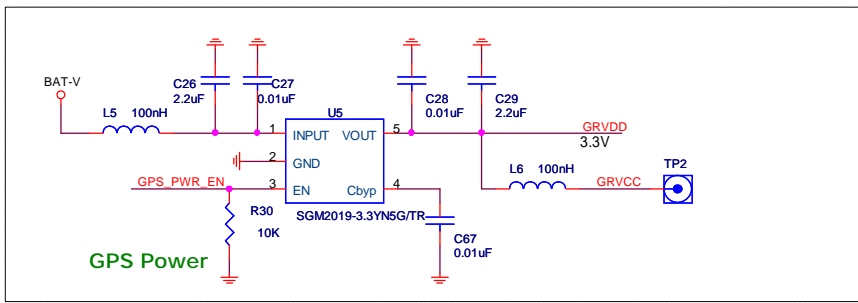 BAT-V
C26
2.2uF
C27
0.01uF
C28
0.01uF
C29
2.2uF
L5 100nH
U5
1 INPUT VOUT 5
GRVDD
3.3V
2 GND
L6 100nH
TP2
GRVCC
GPS_PWR_EN
3 EN Cbyp 4
R30
10K
SGM2019-3.3YN5G/TR
C67
0.01uF
GPS Power